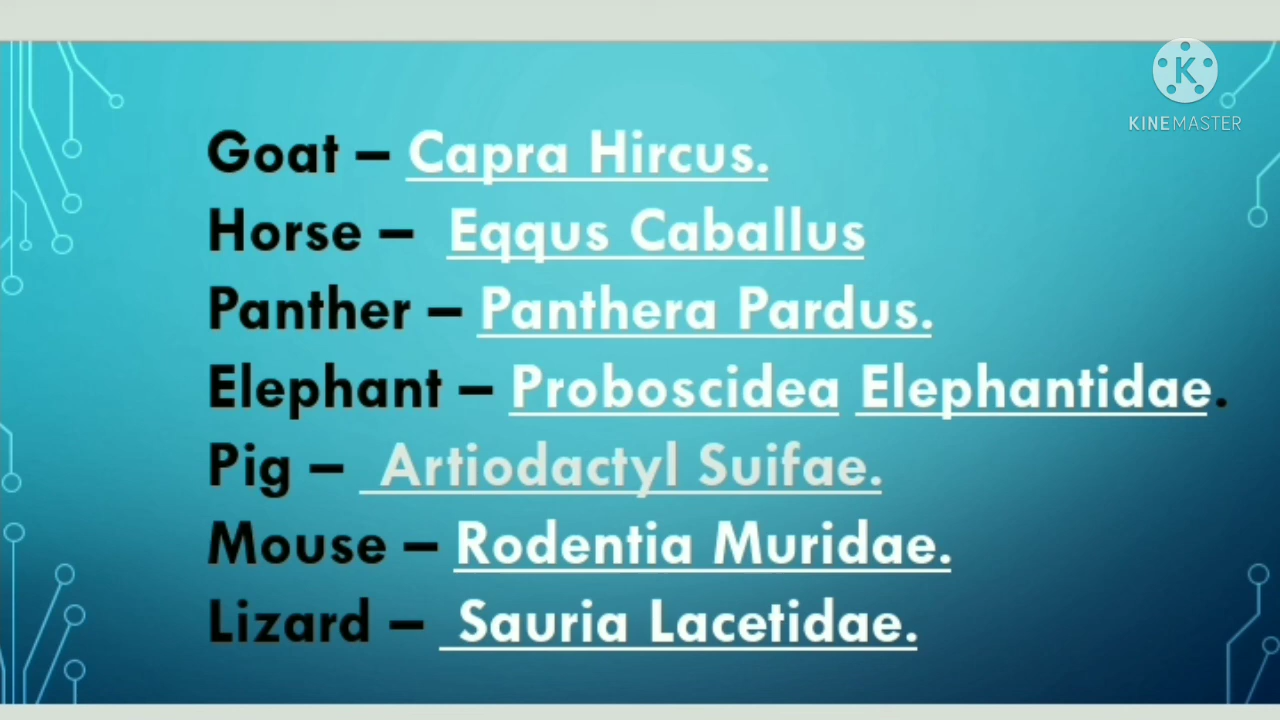 KINEMASTER
Goat – Capra Hircus.
Horse – Eqqus Caballus
Panther – Panthera Pardus.
Elephant – Proboscidea Elephantidae.
Pig – Artiodactyl Suifae.
Mouse – Rodentia Muridae.
Lizard – Sauria Lacetidae.